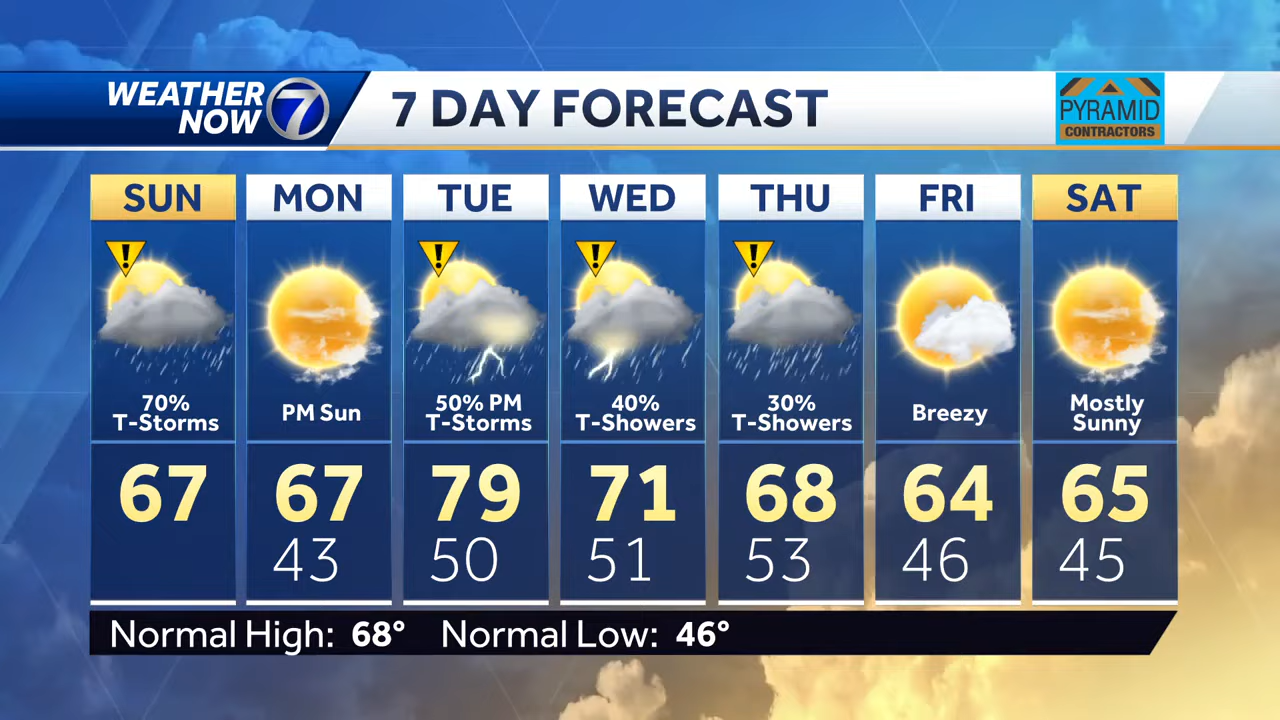 WEATHER
NOW
7
7 DAY FORECAST
PYRAMID
CONTRACTORS
SUN
!
70%
T-Storms
67
MON
PM Sun
67
43
TUE
!
50% PM
T-Storms
79
50
WED
!
40%
T-Showers
71
51
THU
!
30%
T-Showers
68
53
FRI
Breezy
64
46
SAT
Mostly
Sunny
65
45
Normal High: 68° Normal Low: 46°